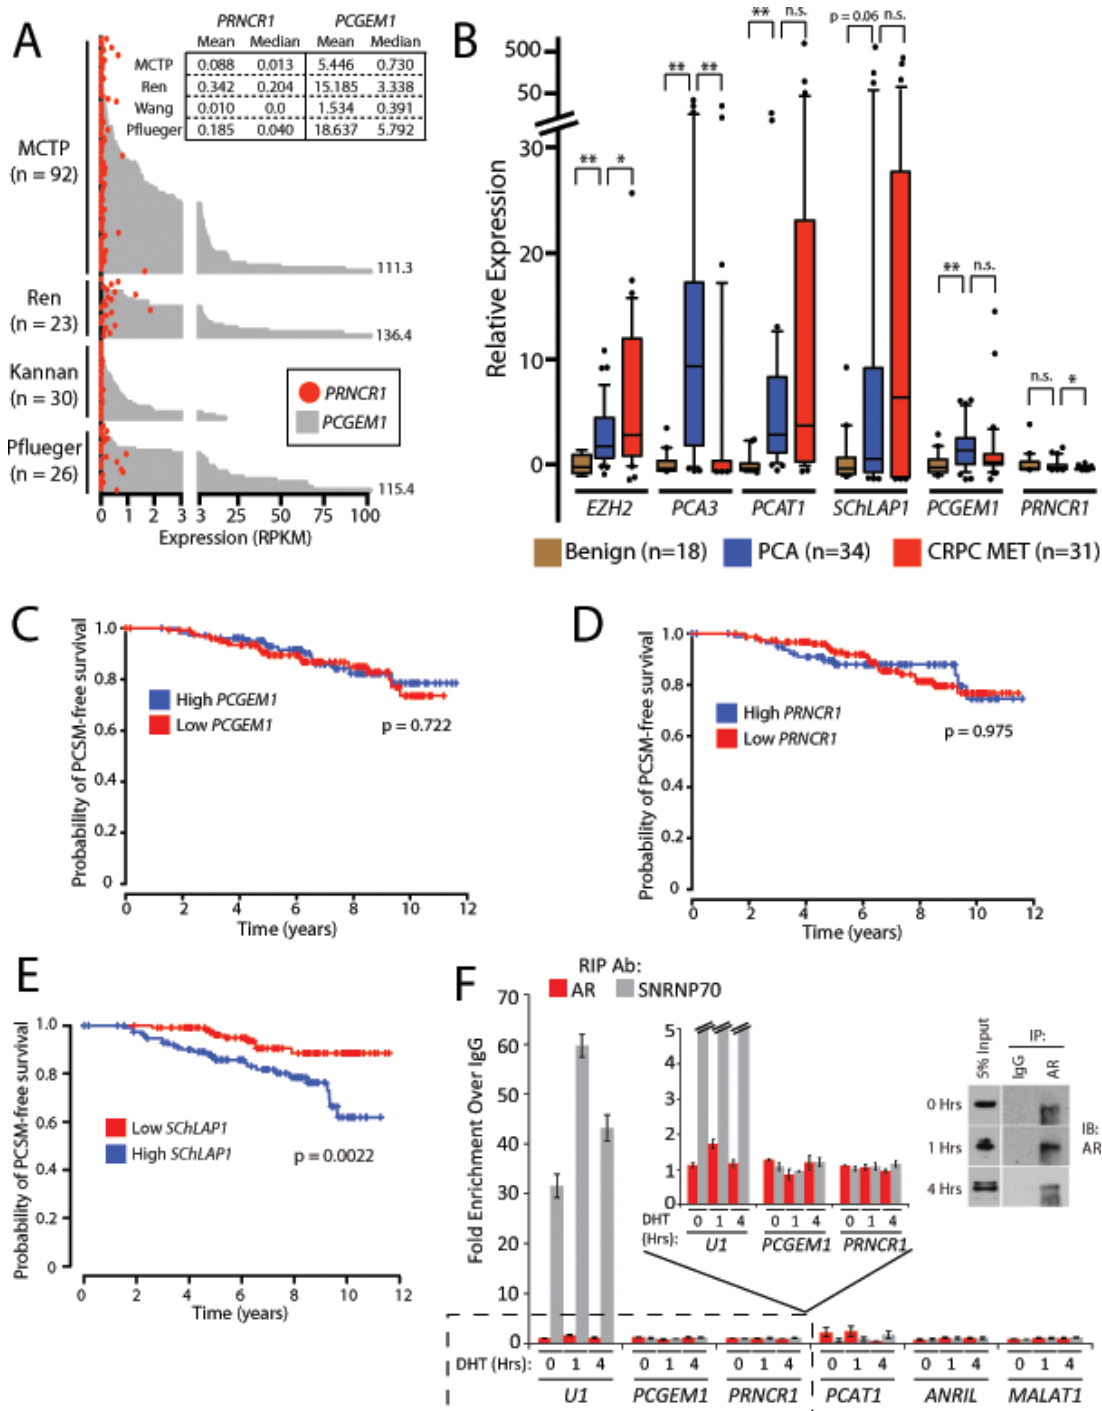 A
PRNCR1 PCGEM1
Mean Median Mean Median
MCTP 0.088 0.013 5.446 0.730
Ren 0.342 0.204 15.185 3.338
Wang 0.010 0.0 1.534 0.391
Pflueger 0.185 0.040 18.637 5.792
MCTP
(n = 92)
111.3
Ren
(n = 23)
136.4
Kannan
(n = 30)
PRNCR1
PCGEM1
Pflueger
(n = 26)
115.4
0 1 2 3 3 25 50 75 100
Expression (RPKM)
B
Relative Expression
500
50
30
20
10
0
** *
** **
** n.s.
p = 0.06 n.s.
** n.s.
n.s. *
EZH2 PCA3 PCAT1 SChLAP1 PCGEM1 PRNCR1
Benign (n=18) PCA (n=34) CRPC MET (n=31)
C
Probability of PCSM-free survival
1.0
0.8
0.6
0.4
0.2
0
High PCGEM1
Low PCGEM1
p = 0.722
0 2 4 6 8 10 12
Time (years)
D
Probability of PCSM-free survival
1.0
0.8
0.6
0.4
0.2
0
High PRNCR1
Low PRNCR1
p = 0.975
0 2 4 6 8 10 12
Time (years)
E
Probability of PCSM-free survival
1.0
0.8
0.6
0.4
0.2
0
Low SChLAP1
High SChLAP1
p = 0.0022
0 2 4 6 8 10 12
Time (years)
F
RIP Ab:
AR SNRNP70
Fold Enrichment Over IgG
70
60
50
40
30
20
10
0
5
4
3
2
1
0
DHT
(Hrs):
0 1 4 0 1 4 0 1 4
U1 PCGEM1 PRNCR1
5% Input
IP:
IgG
AR
0 Hrs
1 Hrs
4 Hrs
IB:
AR
DHT (Hrs): 0 1 4 0 1 4 0 1 4 0 1 4 0 1 4 0 1 4
U1 PCGEM1 PRNCR1 PCAT1 ANRIL MALAT1